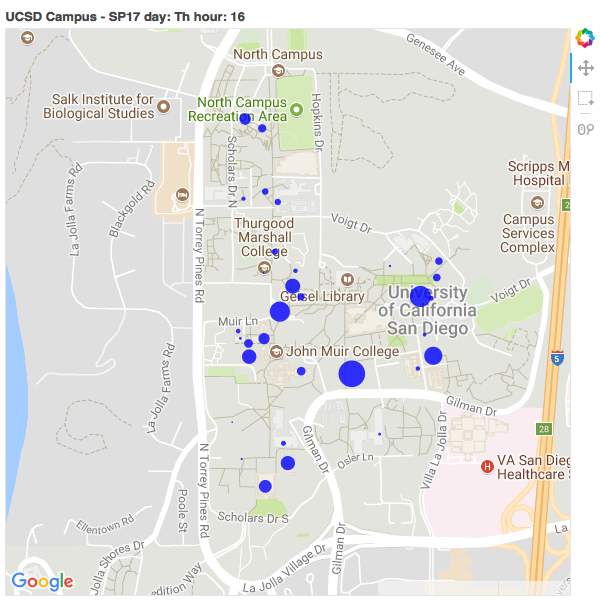 UCSD Campus - SP17 day: Th hour: 16
Genesee Ave
North Campus
Salk Institute for
Biological Studies
North Campus
Recreation Area
Hopkins Dr
Scholars Dr N
Scripps M
Hospital
La Jolla Farms Rd
Blackgold Rd
N Torrey Pines Rd
Voigt Dr
Campus
Services
Complex
2
Thurgood
Marshall
College
Geisel Library
University
of California
San Diego
Voigt Dr
Muir Ln
John Muir College
5
La Jolla Farms Rd
Gilman Dr
Gilman Dr
Villa La Jolla Dr
28
N Torrey Pines Rd
Osler Ln
H
VA San Dieg
Healthcare S
Poole St
Ellentown Rd
Scholars Dr S
La
La Jolla Shores Dr
Gilman Dr
La Jolla Village Dr
edition Way
Google